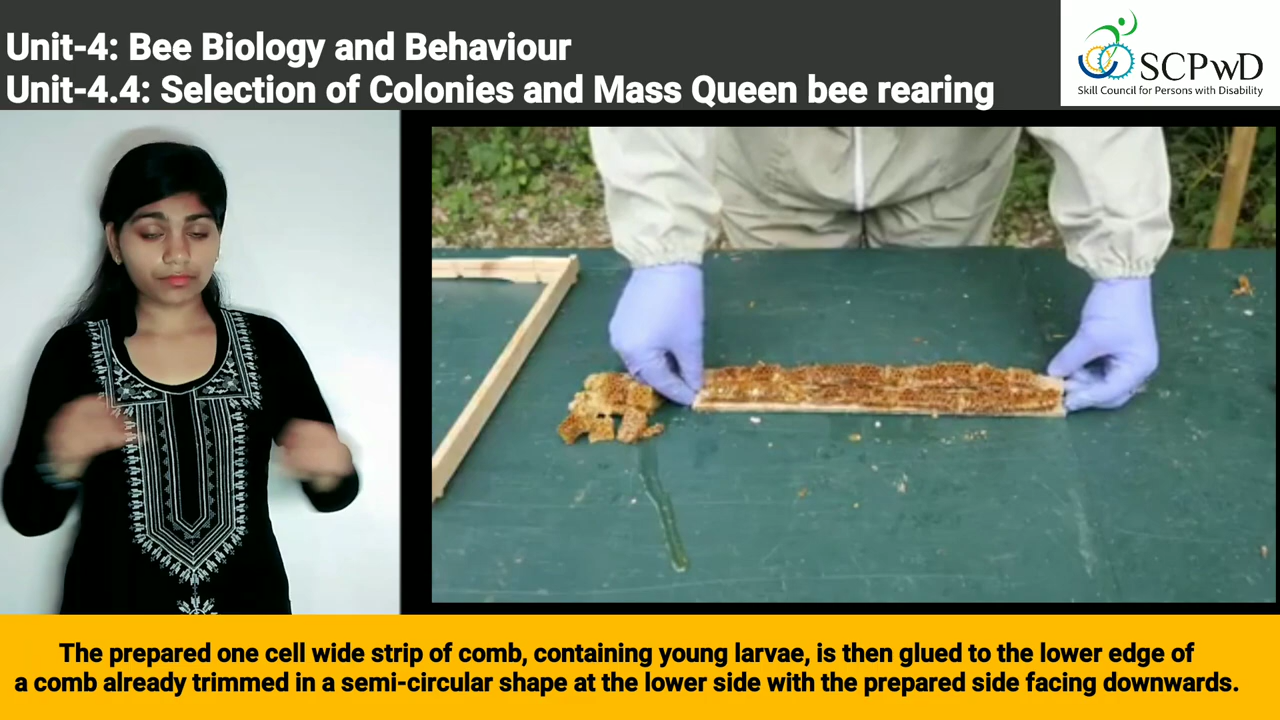 Unit-4: Bee Biology and Behaviour
Unit-4.4: Selection of Colonies and Mass Queen bee rearing
SCPwD
Skill Council for Persons with Disability
The prepared one cell wide strip of comb, containing young larvae, is then glued to the lower edge of
a comb already trimmed in a semi-circular shape at the lower side with the prepared side facing downwards.